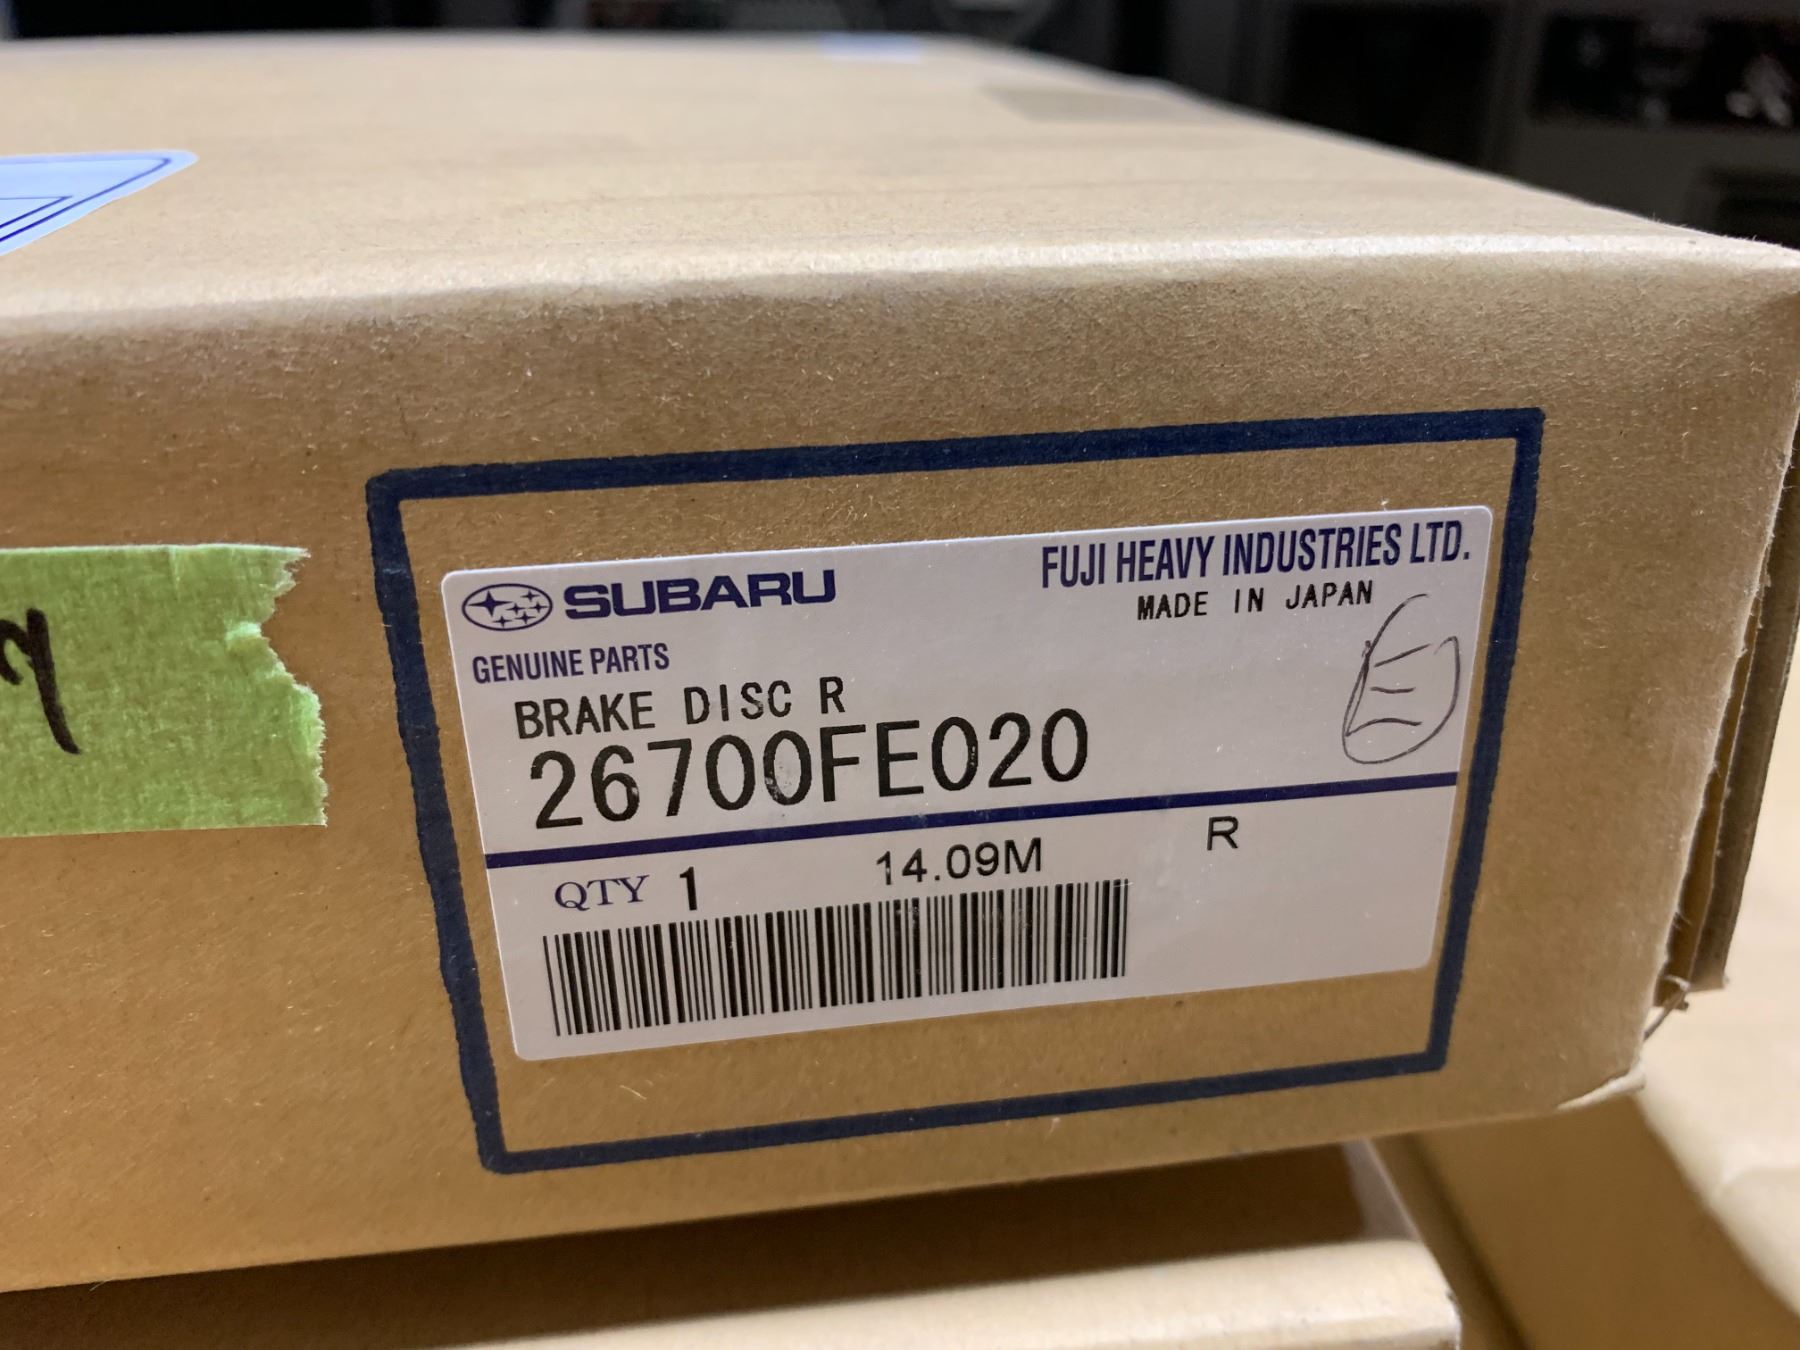 SUBARU
FUJI HEAVY INDUSTRIES LTD.
MADE IN JAPAN
GENUINE PARTS
BRAKE DISC R
26700FE020
QTY 1
14.09M
R